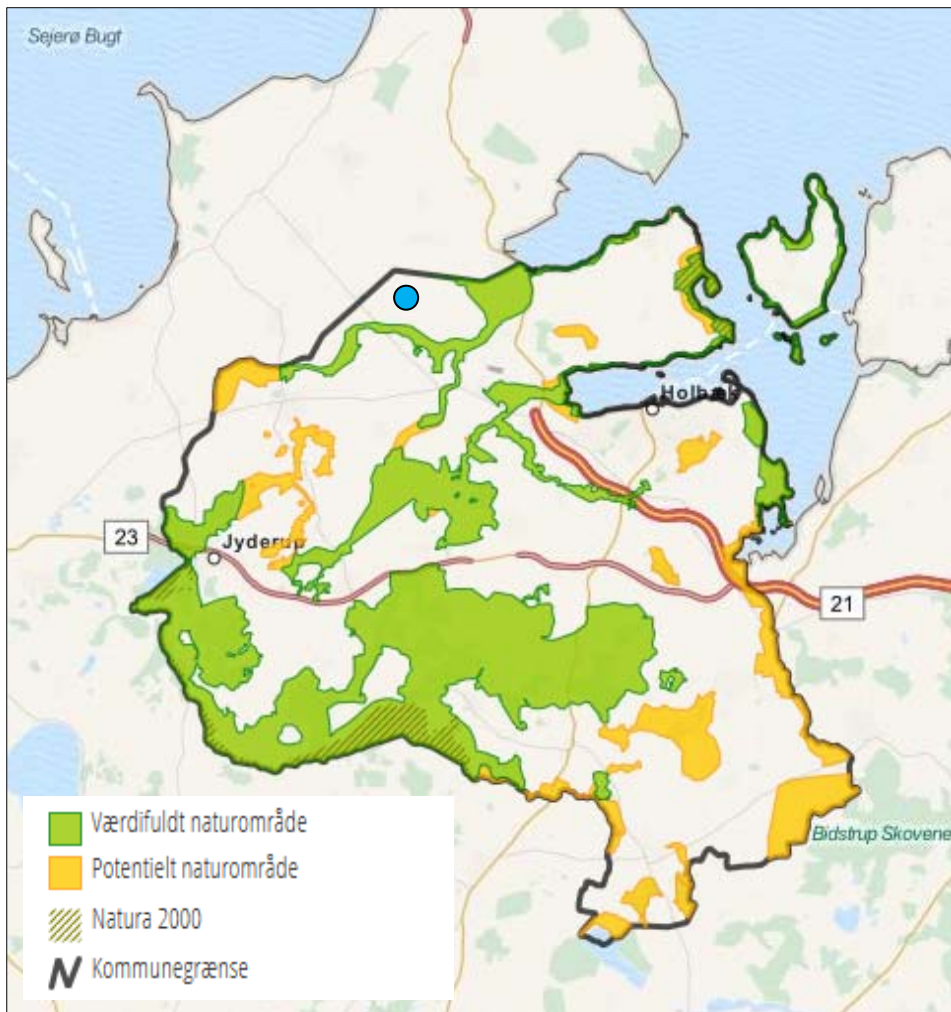 Sejerø Bugt
Holbæk
23
Jyderup
21
Bidstrup Skovene
Værdifuldt naturområde
Potentielt naturområde
Natura 2000
Kommunegrænse